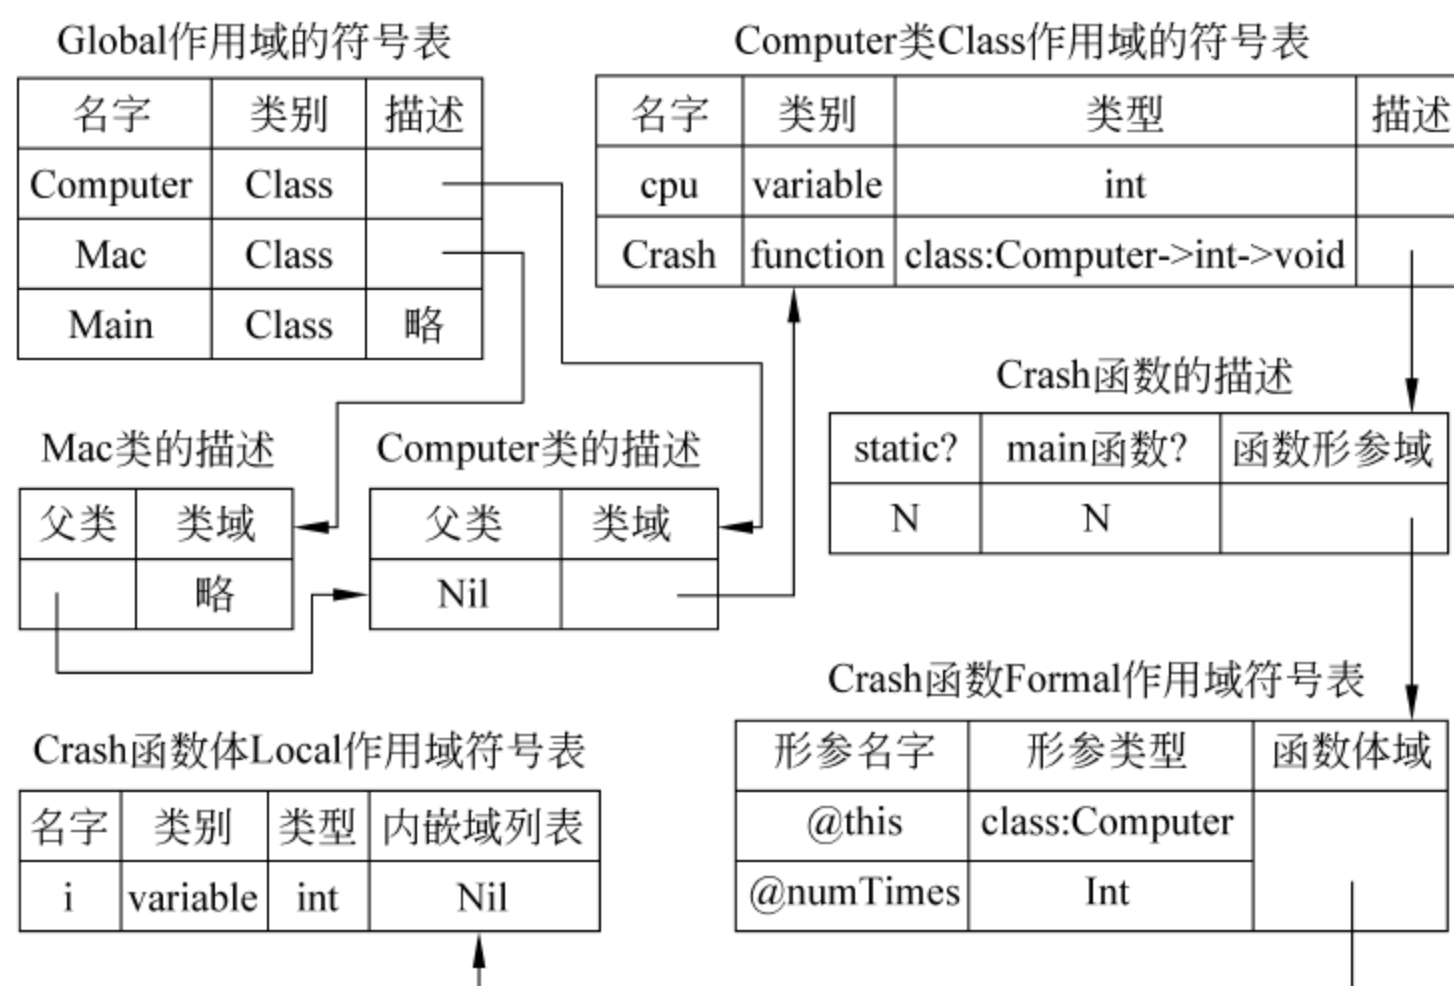 Global作用域的符号表
名字 类别 描述
Computer Class
Mac Class
Main Class 略
Computer类Class作用域的符号表
名字 类别 类型 描述
cpu variable int
Crash function class:Computer->int->void
Crash函数的描述
static? main函数? 函数形参域
N N
Mac类的描述
父类 类域
略
Computer类的描述
父类 类域
Nil
Crash函数Formal作用域符号表
形参名字 形参类型 函数体域
@this class:Computer
@numTimes Int
Crash函数体Local作用域符号表
名字 类别 类型 内嵌域列表
i variable int Nil